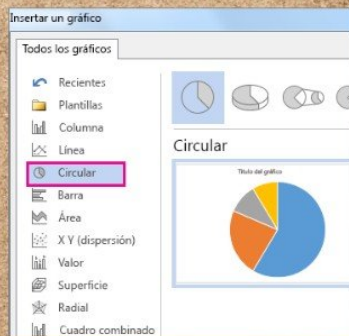 Insertar un gráfico
Todos los gráficos
Recientes
Plantillas
Columna
Línea
Circular
Barra
Área
X Y (dispersión)
Valor
Superficie
Radial
Cuadro combinado
Circular
Título del gráfico